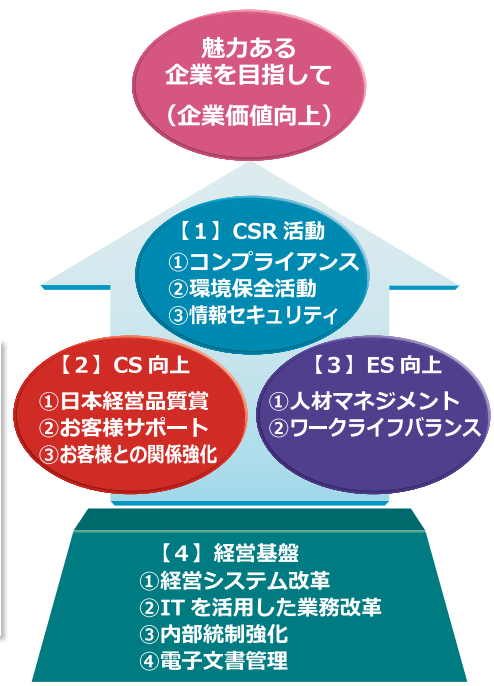 魅力ある
企業を目指して
（企業価値向上）
【１】CSR 活動
①コンプライアンス
②環境保全活動
③情報セキュリティ
【２】CS 向上
①日本経営品質賞
②お客様サポート
③お客様との関係強化
【３】ES 向上
①人材マネジメント
②ワークライフバランス
【４】経営基盤
①経営システム改革
②IT を活用した業務改革
③内部統制強化
④電子文書管理